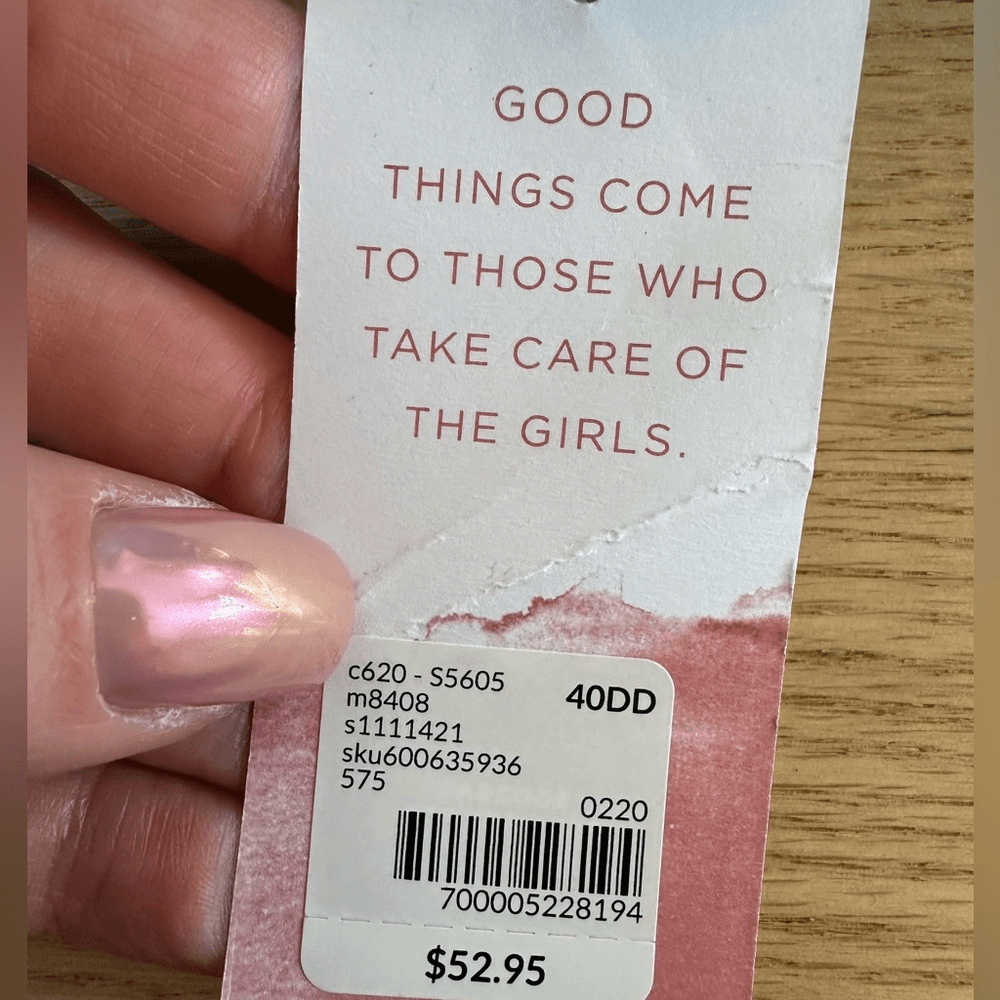 GOOD
THINGS COME
TO THOSE WHO
TAKE CARE OF
THE GIRLS.
c620 - S5605
40DD
m8408
s1111421
sku600635936
575
0220
700005228194
$52.95